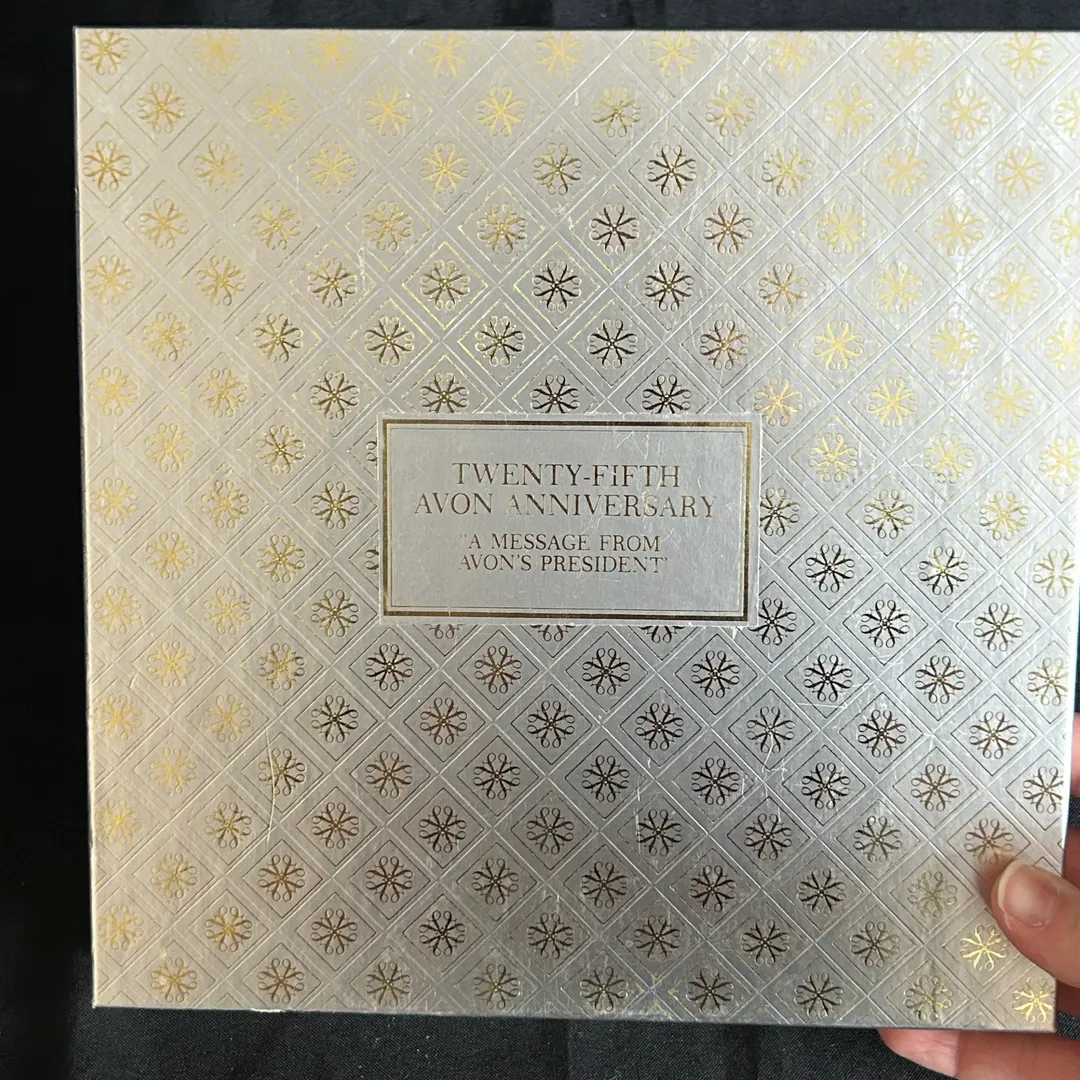 TWENTY-FIFTH
AVON ANNIVERSARY
"A MESSAGE FROM
AVON'S PRESIDENT"